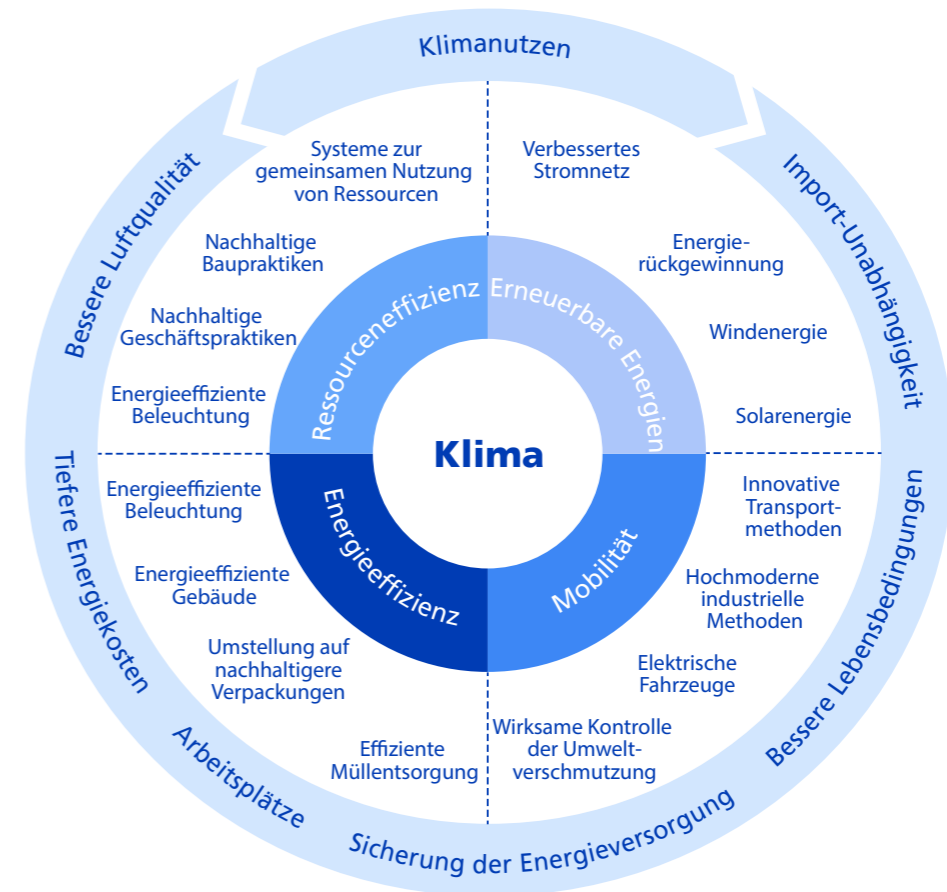 Klimanutzen
Import-Unabhängigkeit
Bessere Lebensbedingungen
Sicherung der Energieversorgung
Arbeitsplätze
Tiefere Energiekosten
Bessere Luftqualität
Systeme zur
gemeinsamen Nutzung
von Ressourcen
Nachhaltige
Baupraktiken
Nachhaltige
Geschäftspraktiken
Energieeffiziente
Beleuchtung
Verbessertes
Stromnetz
Energie-
rückgewinnung
Windenergie
Solarenergie
Ressourceneffizienz
Erneuerbare Energien
Klima
Energieeffizienz
Mobilität
Energieeffiziente
Beleuchtung
Energieeffiziente
Gebäude
Umstellung auf
nachhaltigere
Verpackungen
Effiziente
Müllentsorgung
Innovative
Transport-
methoden
Hochmoderne
industrielle
Methoden
Elektrische
Fahrzeuge
Wirksame Kontrolle
der Umwelt-
verschmutzung